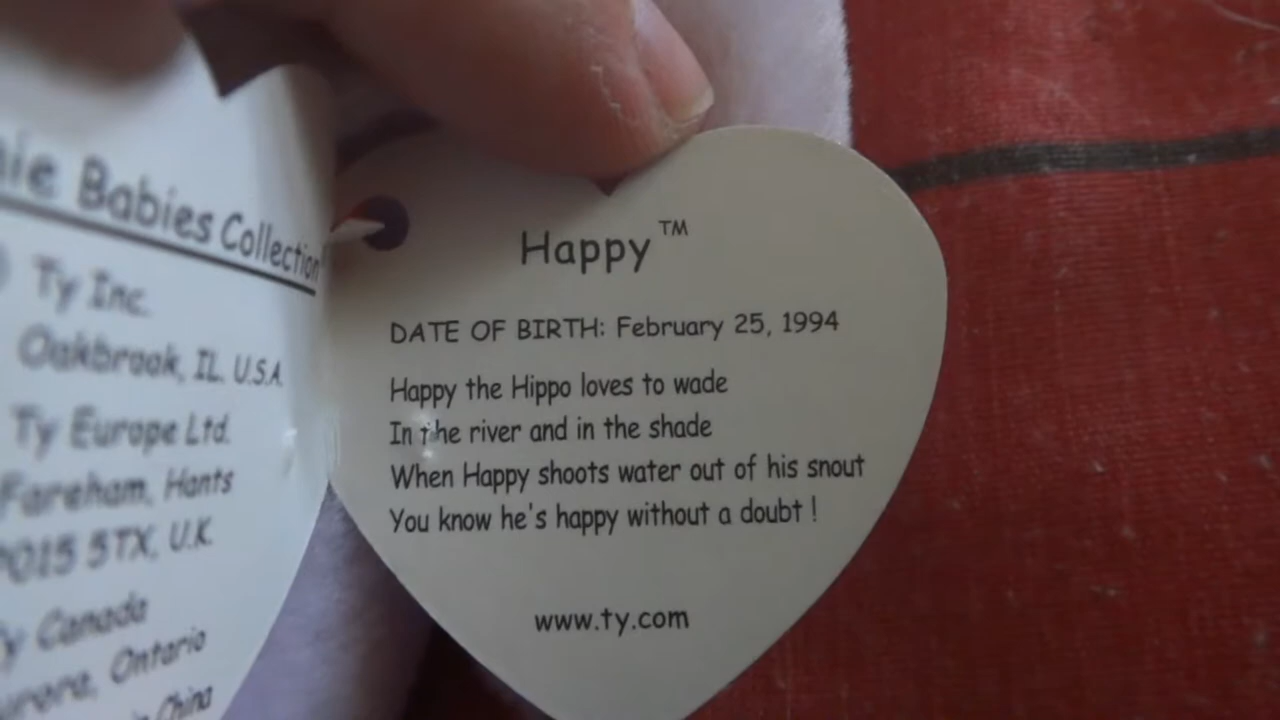 Babies Collection
Ty Inc.
Oakbrook, IL. U.S.A.
Ty Europe Ltd.
Fareham, Hants
5TX, U.K.
Canada
Ontario
China
Happy™
DATE OF BIRTH: February 25, 1994
Happy the Hippo loves to wade
In the river and in the shade
When Happy shoots water out of his snout
You know he's happy without a doubt !
www.ty.com